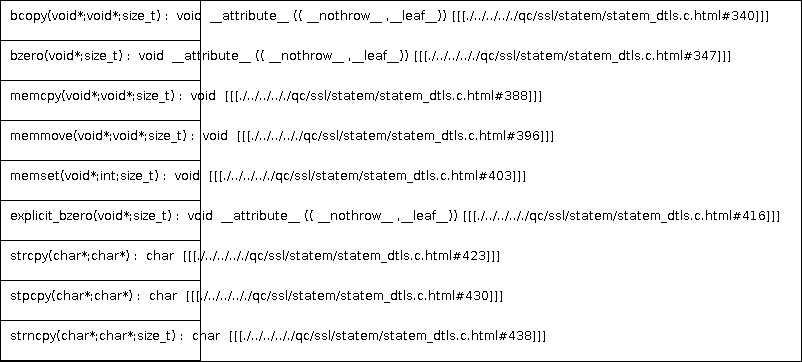 bcopy(void*;void*;size_t) : void __attribute__ (( __nothrow__ ,__leaf__)) [[[./../../../../qc/ssl/statem/statem_dtls.c.html#340]]]
bzero(void*;size_t) : void __attribute__ (( __nothrow__ ,__leaf__)) [[[./../../../../qc/ssl/statem/statem_dtls.c.html#347]]]
memcpy(void*;void*;size_t) : void [[[./../../../../qc/ssl/statem/statem_dtls.c.html#388]]]
memmove(void*;void*;size_t) : void [[[./../../../../qc/ssl/statem/statem_dtls.c.html#396]]]
memset(void*;int;size_t) : void [[[./../../../../qc/ssl/statem/statem_dtls.c.html#403]]]
explicit_bzero(void*;size_t) : void __attribute__ (( __nothrow__ ,__leaf__)) [[[./../../../../qc/ssl/statem/statem_dtls.c.html#416]]]
strcpy(char*;char*) : char [[[./../../../../qc/ssl/statem/statem_dtls.c.html#423]]]
stpcpy(char*;char*) : char [[[./../../../../qc/ssl/statem/statem_dtls.c.html#430]]]
strncpy(char*;char*;size_t) : char [[[./../../../../qc/ssl/statem/statem_dtls.c.html#438]]]